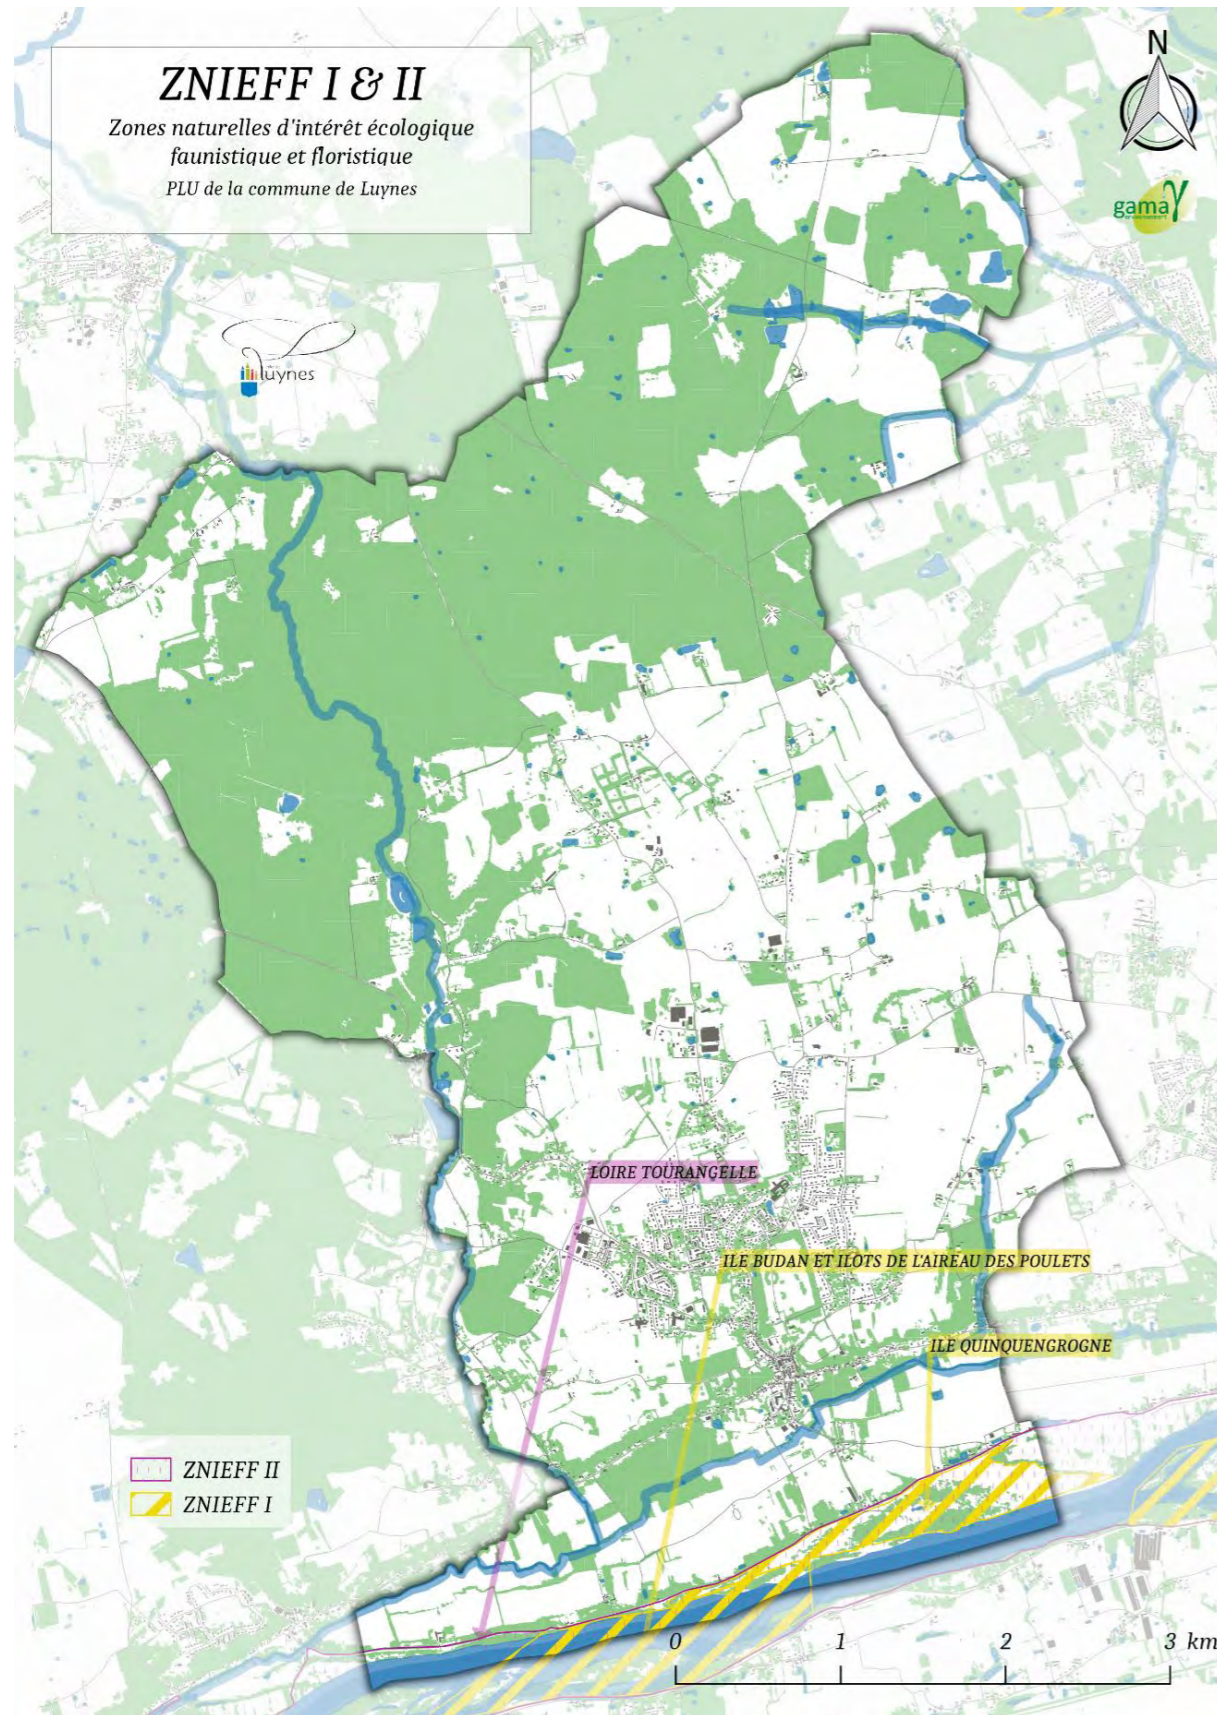 ZNIEFF I & II
Zones naturelles d'intérêt écologique
faunistique et floristique
PLU de la commune de Luynes
N
gama
environnement
luynes
LOIRE TOURANGELLE
ILE BUDAN ET ILOTS DE L'AIREAU DES POULETS
ILE QUINQUENGROGNE
ZNIEFF II
ZNIEFF I
0 1 2 3 km